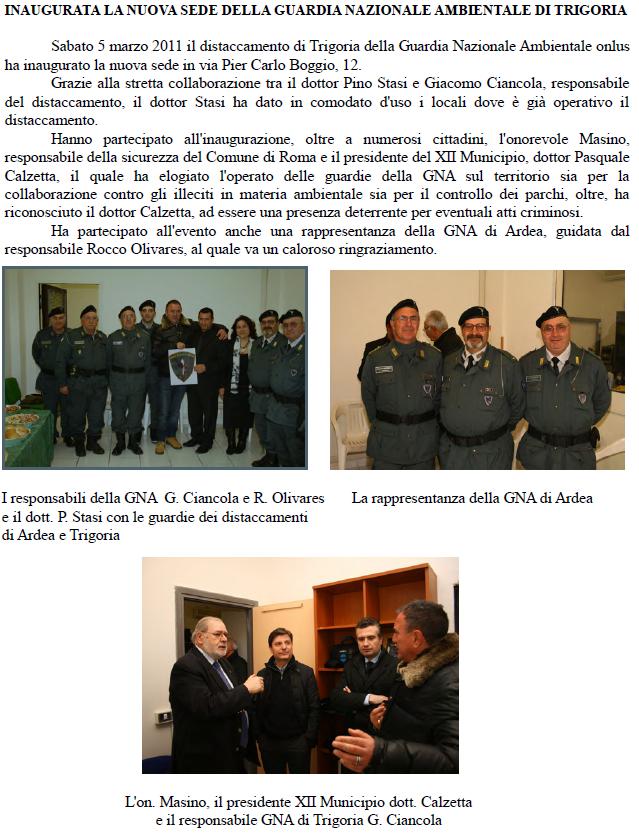 INAUGURATA LA NUOVA SEDE DELLA GUARDIA NAZIONALE AMBIENTALE DI TRIGORIA
Sabato 5 marzo 2011 il distaccamento di Trigoria della Guardia Nazionale Ambientale onlus
ha inaugurato la nuova sede in via Pier Carlo Boggio, 12.
Grazie alla stretta collaborazione tra il dottor Pino Stasi e Giacomo Ciancola, responsabile
del distaccamento, il dottor Stasi ha dato in comodato d'uso i locali dove è già operativo il
distaccamento.
Hanno partecipato all'inaugurazione, oltre a numerosi cittadini, l'onorevole Masino,
responsabile della sicurezza del Comune di Roma e il presidente del XII Municipio, dottor Pasquale
Calzetta, il quale ha elogiato l'operato delle guardie della GNA sul territorio sia per la
collaborazione contro gli illeciti in materia ambientale sia per il controllo dei parchi, oltre, ha
riconosciuto il dottor Calzetta, ad essere una presenza deterrente per eventuali atti criminosi.
Ha partecipato all'evento anche una rappresentanza della GNA di Ardea, guidata dal
responsabile Rocco Olivares, al quale va un caloroso ringraziamento.
I responsabili della GNA G. Ciancola e R. Olivares
e il dott. P. Stasi con le guardie dei distaccamenti
di Ardea e Trigoria
La rappresentanza della GNA di Ardea
L'on. Masino, il presidente XII Municipio dott. Calzetta
e il responsabile GNA di Trigoria G. Ciancola